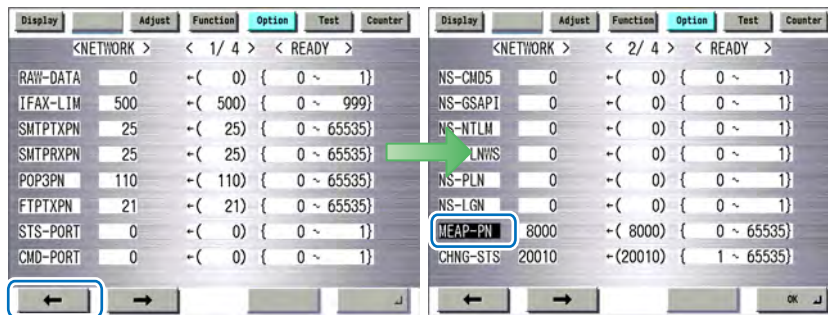 Display Adjust Function Option Test Counter
<NETWORK > < 1/ 4 > < READY >
RAW-DATA 0 ←( 0) { 0 ~ 1}
IFAX-LIM 500 ←( 500) { 0 ~ 999}
SMTPTXPN 25 ←( 25) { 0 ~ 65535}
SMTPRXPN 25 ←( 25) { 0 ~ 65535}
POP3PN 110 ←( 110) { 0 ~ 65535}
FTPTXPN 21 ←( 21) { 0 ~ 65535}
STS-PORT 0 ←( 0) { 0 ~ 1}
CMD-PORT 0 ←( 0) { 0 ~ 1}
← →
Display Adjust Function Option Test Counter
<NETWORK > < 2/ 4 > < READY >
NS-CMD5 0 ←( 0) { 0 ~ 1}
NS-GSAPI 0 ←( 0) { 0 ~ 1}
NS-NTLM 0 ←( 0) { 0 ~ 1}
LNWS 0 ←( 0) { 0 ~ 1}
NS-PLN 0 ←( 0) { 0 ~ 1}
NS-LGN 0 ←( 0) { 0 ~ 1}
MEAP-PN 8000 ←( 8000) { 0 ~ 65535}
CHNG-STS 20010 ←(20010) { 1 ~ 65535}
← → OK